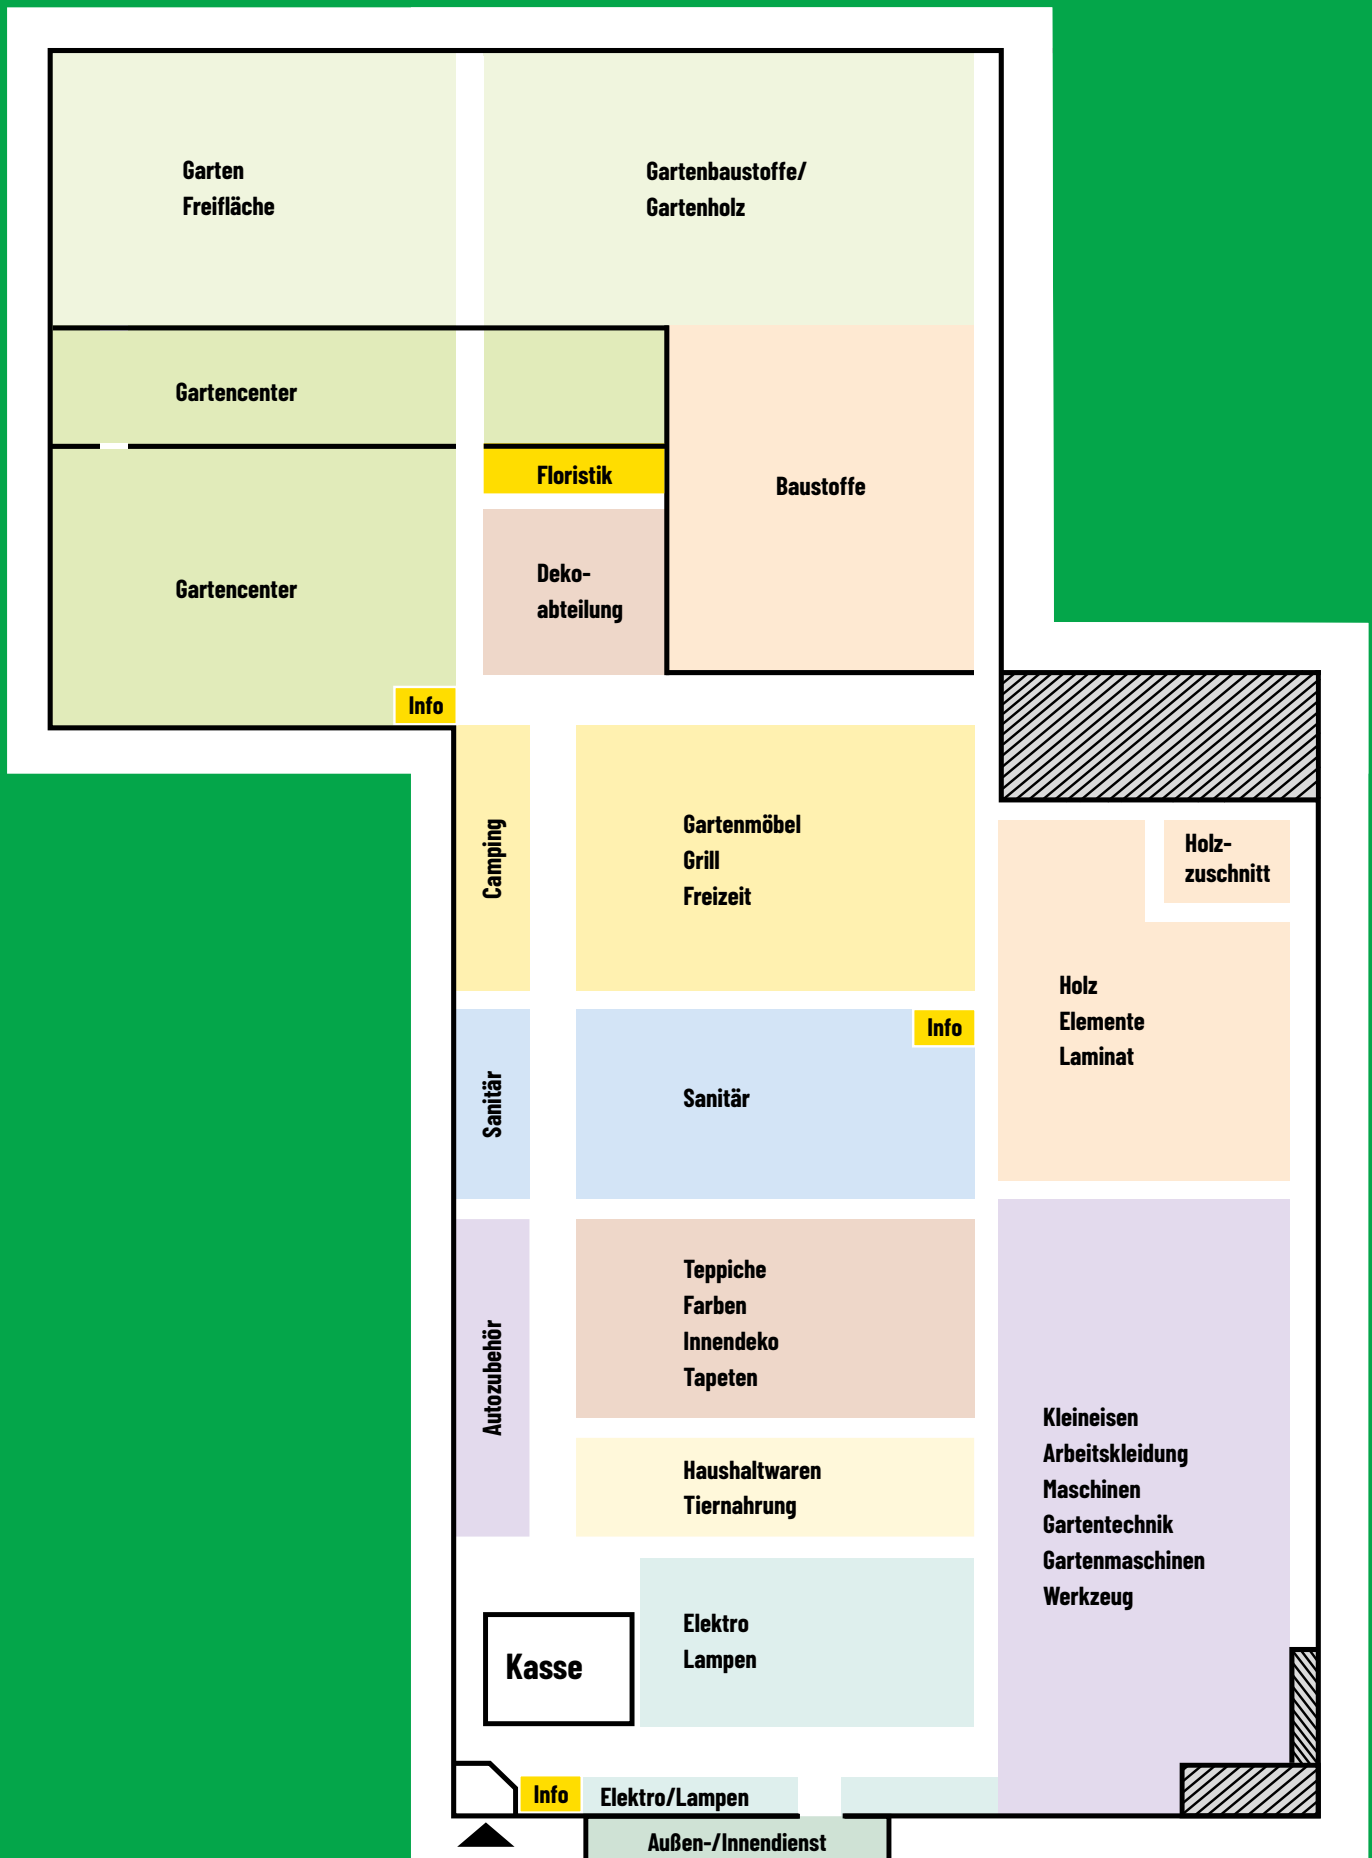 Garten
Freifläche
Gartenbaustoffe/
Gartenholz
Gartencenter
Floristik
Baustoffe
Deko-
abteilung
Gartencenter
Info
Camping
Gartenmöbel
Grill
Freizeit
Holz-
zuschnitt
Holz
Elemente
Laminat
Info
Sanitär
Sanitär
Autozubehör
Teppiche
Farben
Innendeko
Tapeten
Haushaltwaren
Tiernahrung
Kleineisen
Arbeitskleidung
Maschinen
Gartentechnik
Gartenmaschinen
Werkzeug
Elektro
Lampen
Kasse
Info
Elektro/Lampen
Außen-/Innendienst